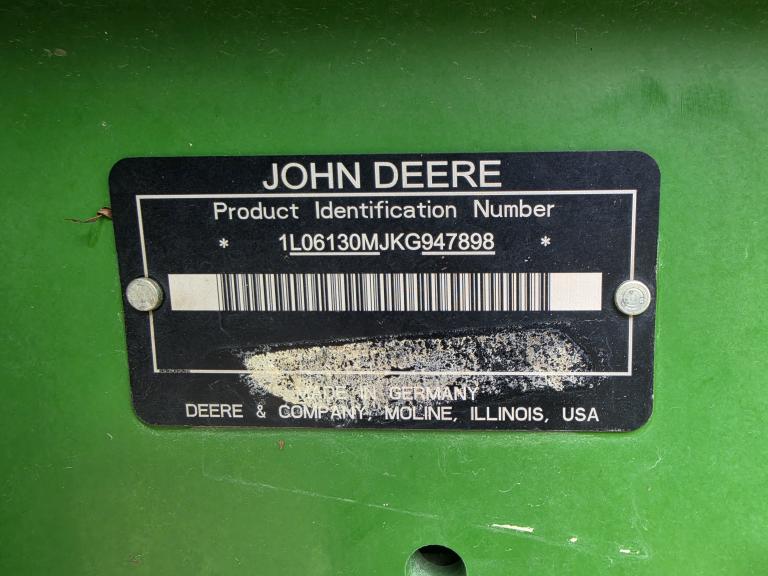 JOHN DEERE
Product Identification Number
* 1L06130MJKG947898 *
MADE IN GERMANY
DEERE & COMPANY, MOLINE, ILLINOIS, USA